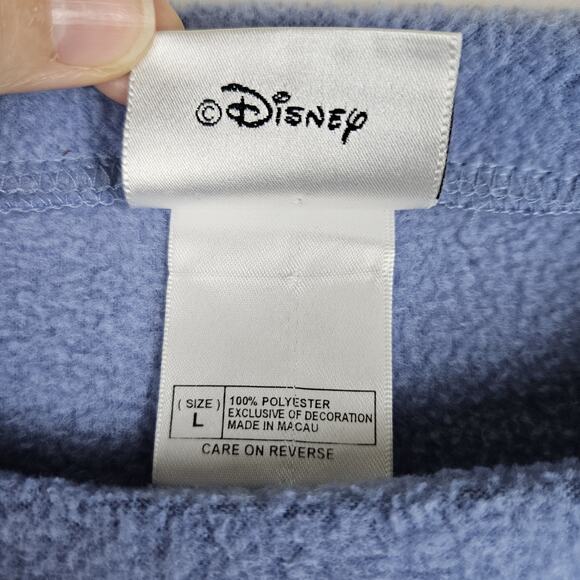 ©Disney
( SIZE ) L
100% POLYESTER
EXCLUSIVE OF DECORATION
MADE IN MACAU
CARE ON REVERSE